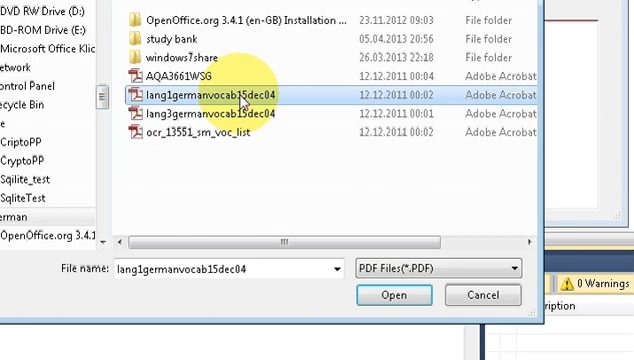 DVD RW Drive (D:)
BD-ROM Drive (E:)
Microsoft Office Klic
etwork
ontrol Panel
ecycle Bin
CriptoPP
CryptoPP
Sqilite_test
SqliteTest
erman
OpenOffice.org 3.4.1
OpenOffice.org 3.4.1 (en-GB) Installation ... 23.11.2012 09:03 File folder
study bank 05.04.2013 20:56 File folder
windows7share 26.03.2013 22:18 File folder
AQA3661WSG 12.12.2011 00:04 Adobe Acrobat
lang1germanvocab15dec04 12.12.2011 00:02 Adobe Acrobat
lang3germanvocab15dec04 12.12.2011 00:01 Adobe Acrobat
ocr_13551_sm_voc_list 12.12.2011 00:02 Adobe Acrobat
File name: lang1germanvocab15dec04 PDF Files(*.PDF)
Open Cancel
0 Warnings
ription